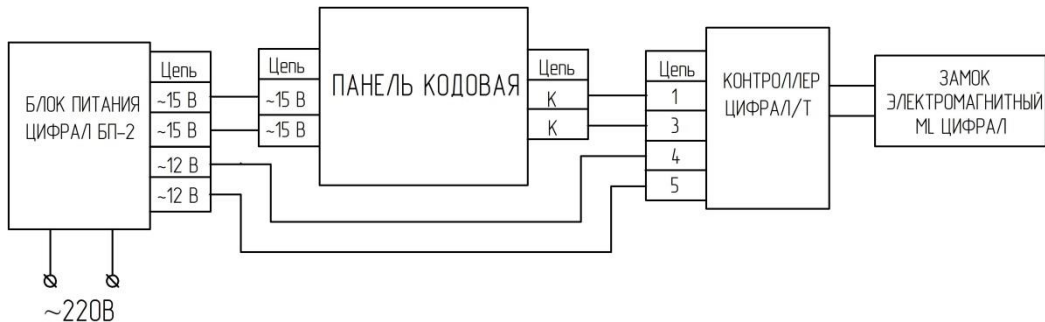 БЛОК ПИТАНИЯ
ЦИФРАЛ БП-2
Цепь
~15 В
~15 В
~12 В
~12 В
~220В
Цепь
~15 В
~15 В
ПАНЕЛЬ КОДОВАЯ
Цепь
К
К
Цепь
1
3
4
5
КОНТРОЛЛЕР
ЦИФРАЛ/Т
ЗАМОК
ЭЛЕКТРОМАГНИТНЫЙ
ML ЦИФРАЛ